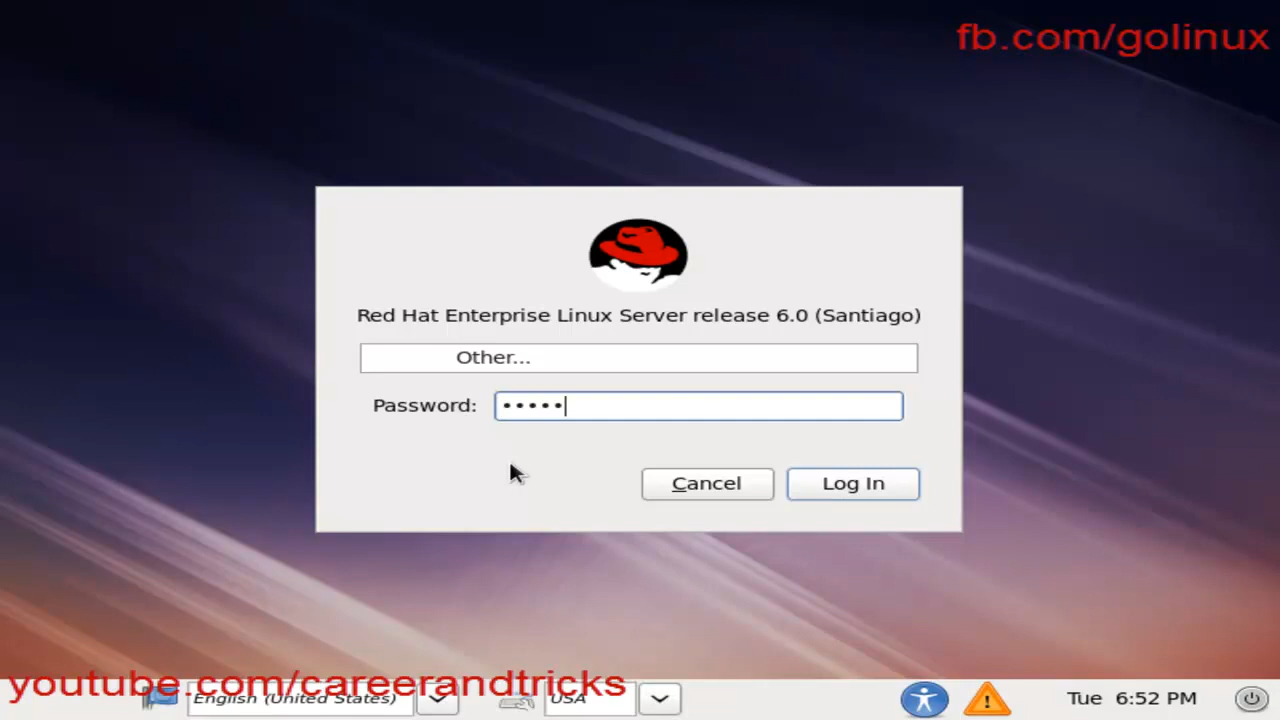 fb.com/golinux
Red Hat Enterprise Linux Server release 6.0 (Santiago)
Other...
Password: •••••
Cancel Log In
youtube.com/careerandtricks
English (United States) USA Tue 6:52 PM